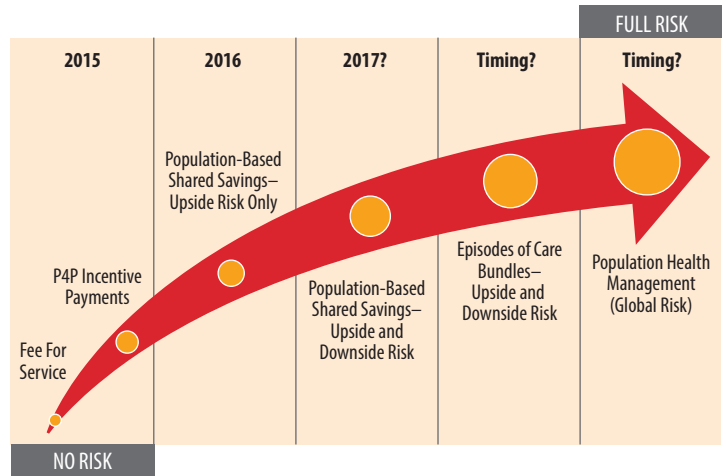 FULL RISK
2015
2016
2017?
Timing?
Timing?
Population-Based
Shared Savings–
Upside Risk Only
P4P Incentive
Payments
Fee For
Service
Population-Based
Shared Savings–
Upside and
Downside Risk
Episodes of Care
Bundles–
Upside and
Downside Risk
Population Health
Management
(Global Risk)
NO RISK